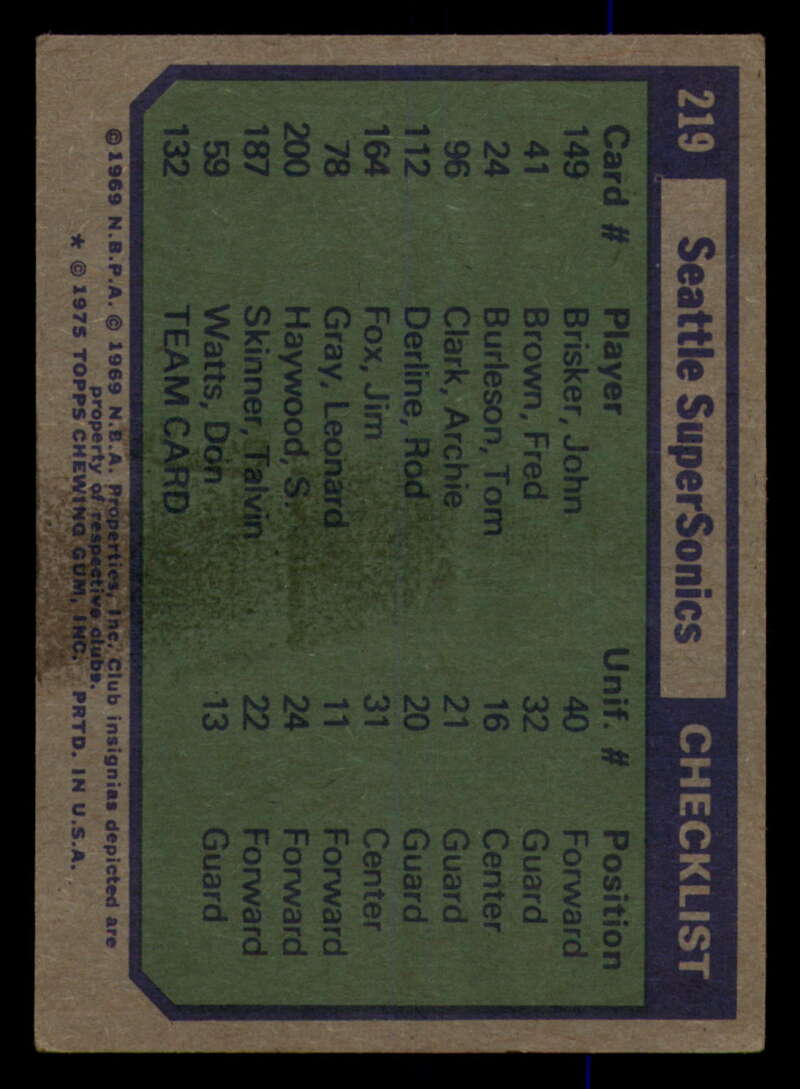 219 Seattle SuperSonics CHECKLIST
Card # Player Unif. # Position
149 Brisker, John 40 Forward
41 Brown, Fred 32 Guard
24 Burleson, Tom 16 Center
96 Clark, Archie 21 Guard
112 Derline, Rod 20 Guard
164 Fox, Jim 31 Center
78 Gray, Leonard 11 Forward
200 Haywood, S. 24 Forward
187 Skinner, Talvin 22 Forward
59 Watts, Don 13 Guard
132 TEAM CARD
©1969 N.B.P.A. © 1969 N.B.A. Properties, Inc. Club insignias depicted are
property of respective clubs.
* © 1975 TOPPS CHEWING GUM, INC. PRTD. IN U.S.A.